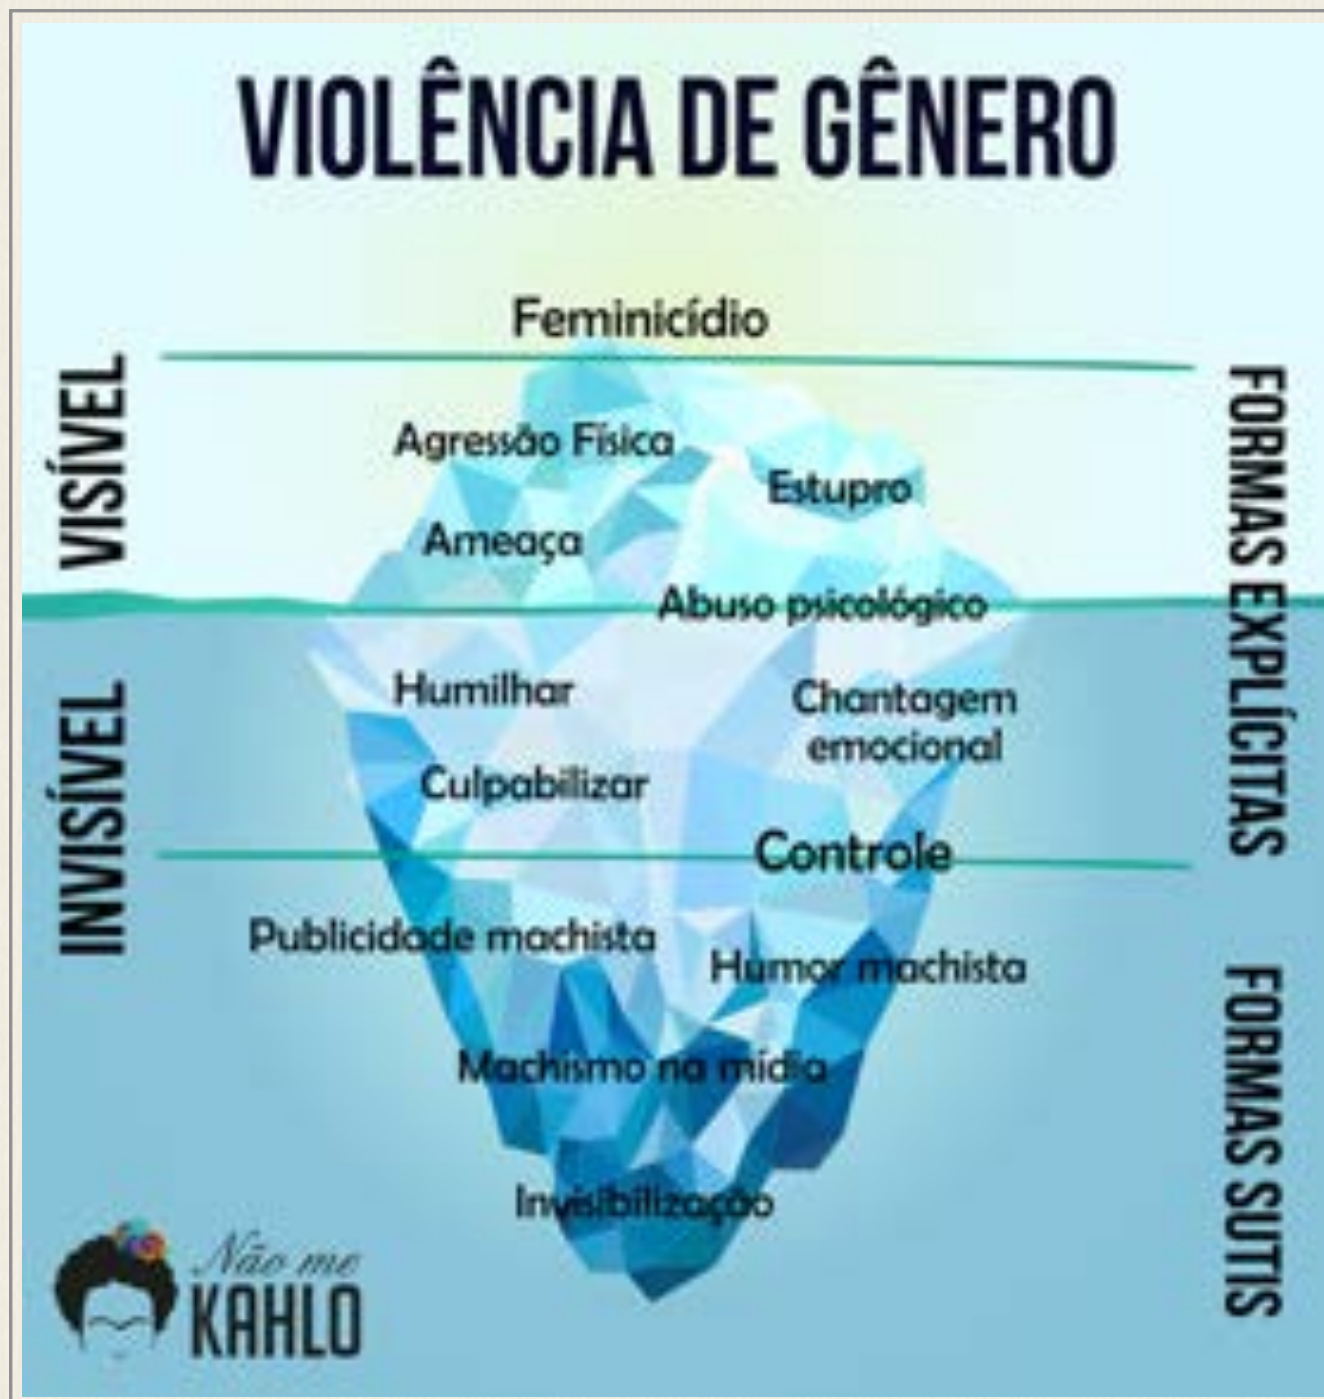 VIOLÊNCIA DE GÊNERO
Feminicídio
VISÍVEL
FORMAS EXPLÍCITAS
Agressão Física
Estupro
Ameaça
Abuso psicológico
INVISÍVEL
Humilhar
Chantagem
emocional
Culpabilizar
Controle
Publicidade machista
Humor machista
FORMAS SUTIS
Machismo na mídia
Invisibilização
Não me
KAHLO